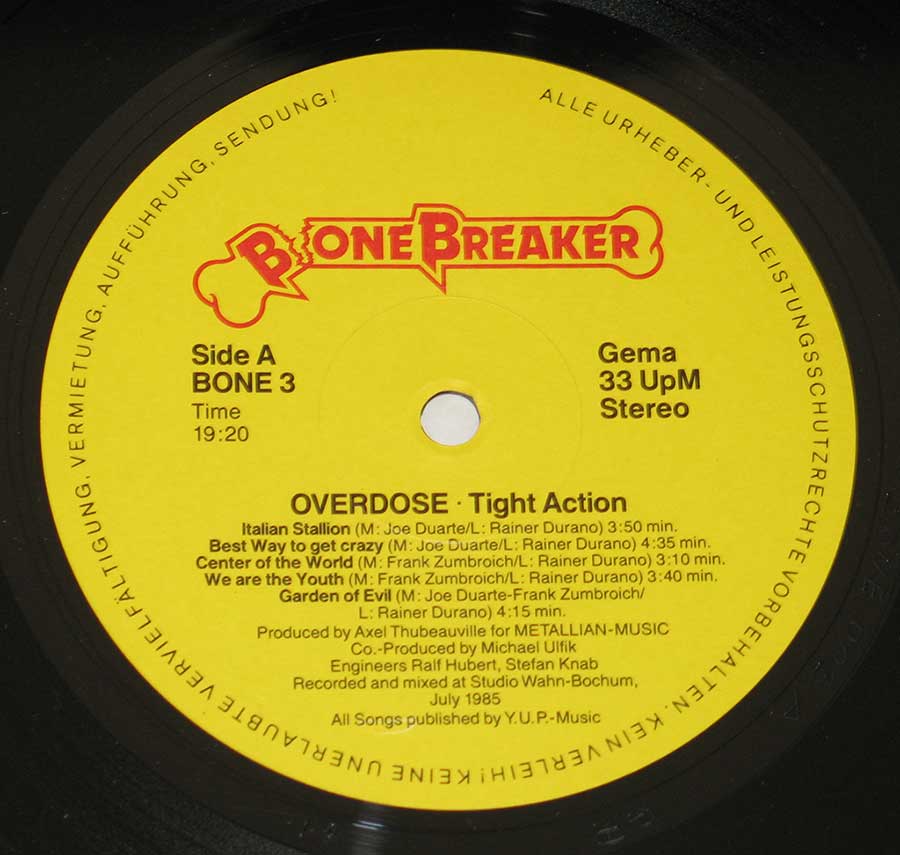 ALLE URHEBER- UND LEISTUNGSSCHUTZRECHTE VORBEHALTEN. KEIN VERLEIH! KEINE UNERLAUBTE VERVIELFÄLTIGUNG, VERMIETUNG, AUFFÜHRUNG, SENDUNG!
BONEBREAKER
Side A
BONE 3
Time
19:20
Gema
33 UpM
Stereo
OVERDOSE · Tight Action
Italian Stallion (M: Joe Duarte/L: Rainer Durano) 3:50 min.
Best Way to get crazy (M: Joe Duarte/L: Rainer Durano) 4:35 min.
Center of the World (M: Frank Zumbroich/L: Rainer Durano) 3:10 min.
We are the Youth (M: Frank Zumbroich/L: Rainer Durano) 3:40 min.
Garden of Evil (M: Joe Duarte-Frank Zumbroich/
L: Rainer Durano) 4:15 min.
Produced by Axel Thubeauville for METALLIAN-MUSIC
Co.-Produced by Michael Ulfik
Engineers Ralf Hubert, Stefan Knab
Recorded and mixed at Studio Wahn-Bochum,
July 1985
All Songs published by Y.U.P.-Music